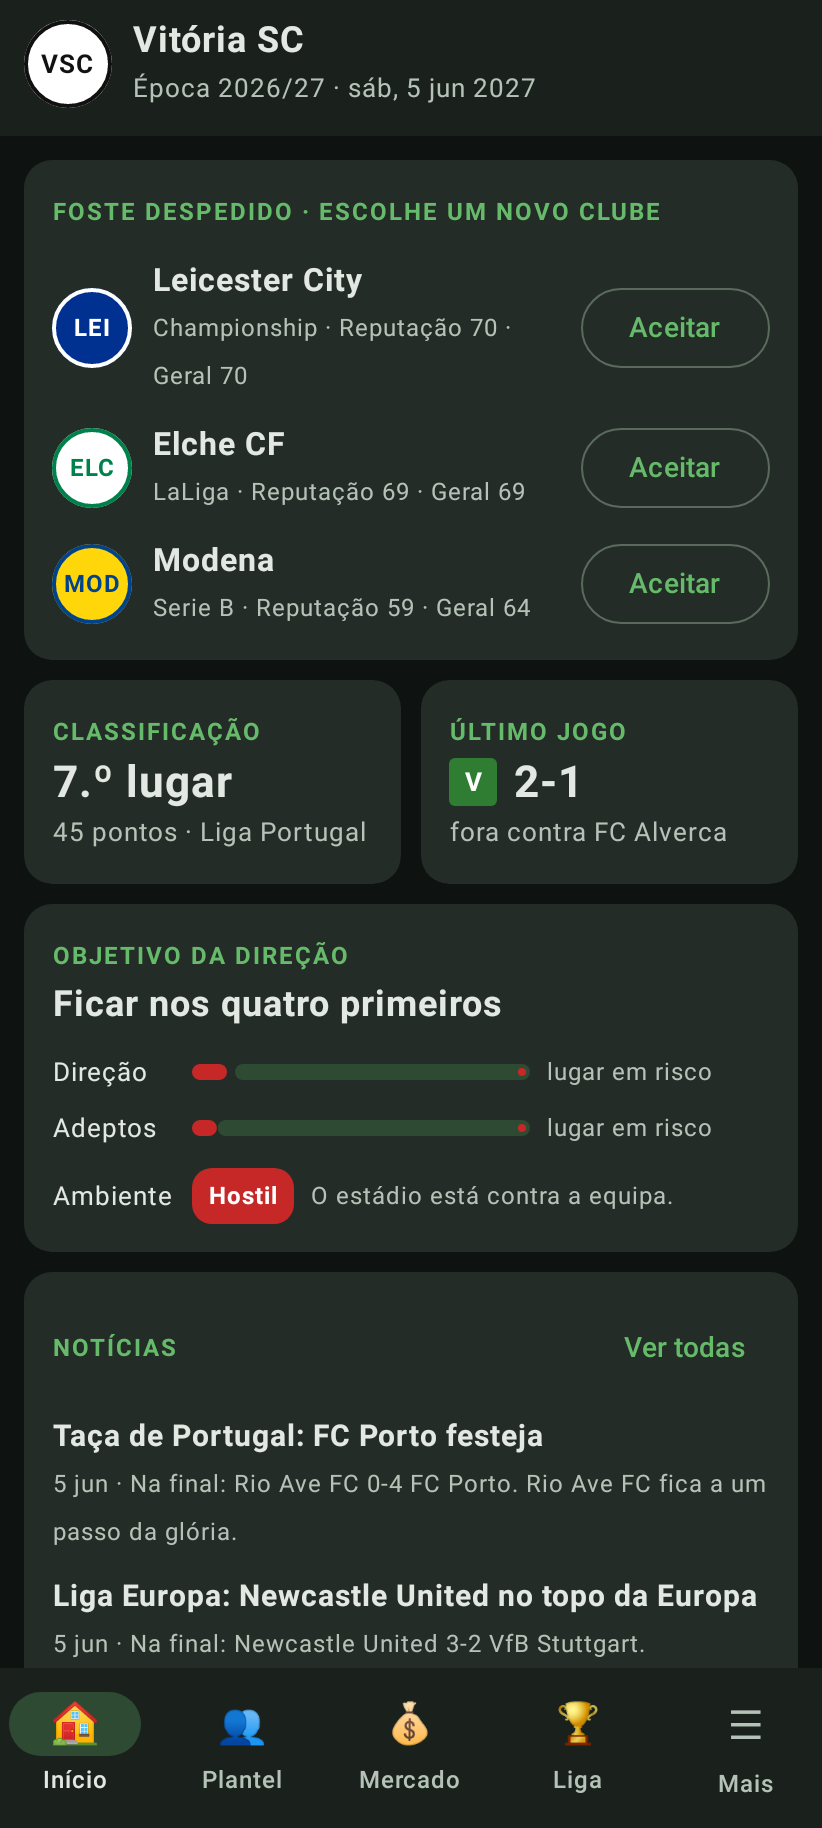 VSC
Vitória SC
Época 2026/27 · sáb, 5 jun 2027
FOSTE DESPEDIDO · ESCOLHE UM NOVO CLUBE
LEI
Leicester City
Championship · Reputação 70 ·
Geral 70
Aceitar
ELC
Elche CF
LaLiga · Reputação 69 · Geral 69
Aceitar
MOD
Modena
Serie B · Reputação 59 · Geral 64
Aceitar
CLASSIFICAÇÃO
7.º lugar
45 pontos · Liga Portugal
ÚLTIMO JOGO
V 2-1
fora contra FC Alverca
OBJETIVO DA DIREÇÃO
Ficar nos quatro primeiros
Direção lugar em risco
Adeptos lugar em risco
Ambiente Hostil O estádio está contra a equipa.
NOTÍCIAS Ver todas
Taça de Portugal: FC Porto festeja
5 jun · Na final: Rio Ave FC 0-4 FC Porto. Rio Ave FC fica a um
passo da glória.
Liga Europa: Newcastle United no topo da Europa
5 jun · Na final: Newcastle United 3-2 VfB Stuttgart.
Início Plantel Mercado Liga Mais